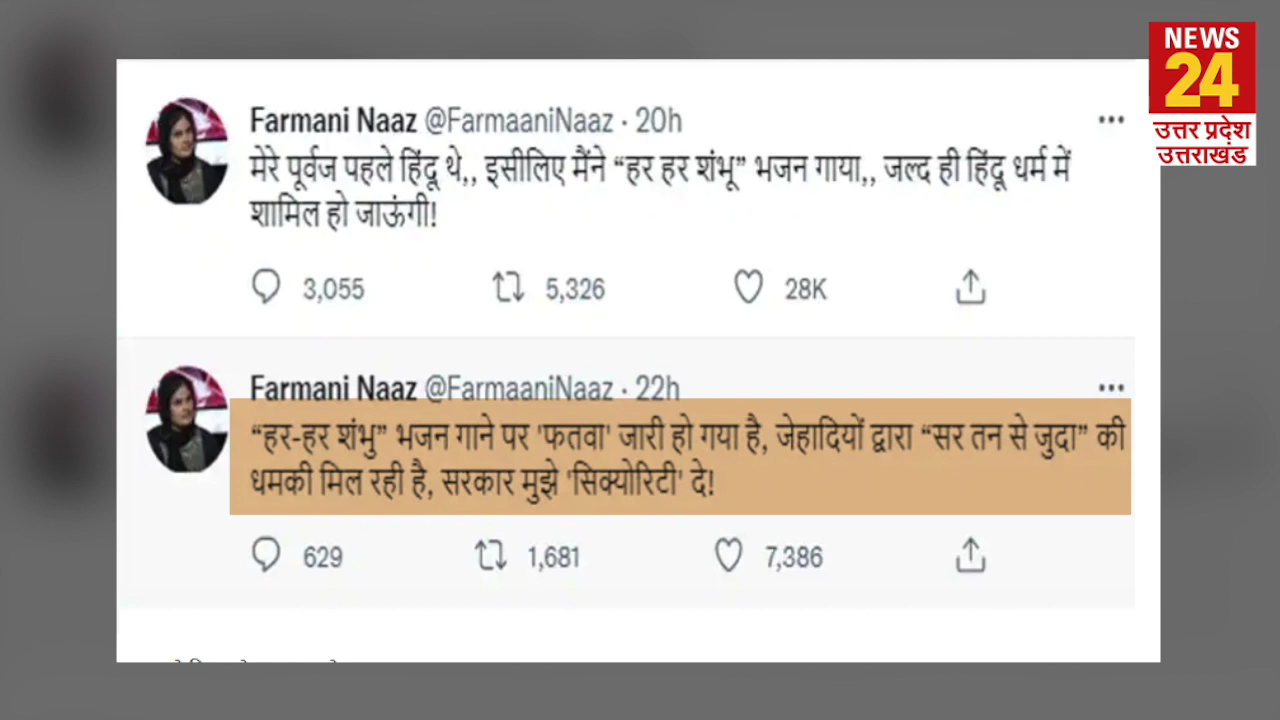 NEWS
24
उत्तर प्रदेश
उत्तराखंड
Farmani Naaz @FarmaaniNaaz · 20h
मेरे पूर्वज पहले हिंदू थे,, इसीलिए मैंने “हर हर शंभू” भजन गाया,, जल्द ही हिंदू धर्म में
शामिल हो जाऊंगी!
3,055 5,326 28K
Farmani Naaz @FarmaaniNaaz · 22h
“हर-हर शंभु” भजन गाने पर 'फतवा' जारी हो गया है, जेहादियों द्वारा “सर तन से जुदा” की
धमकी मिल रही है, सरकार मुझे 'सिक्योरिटी' दे!
629 1,681 7,386